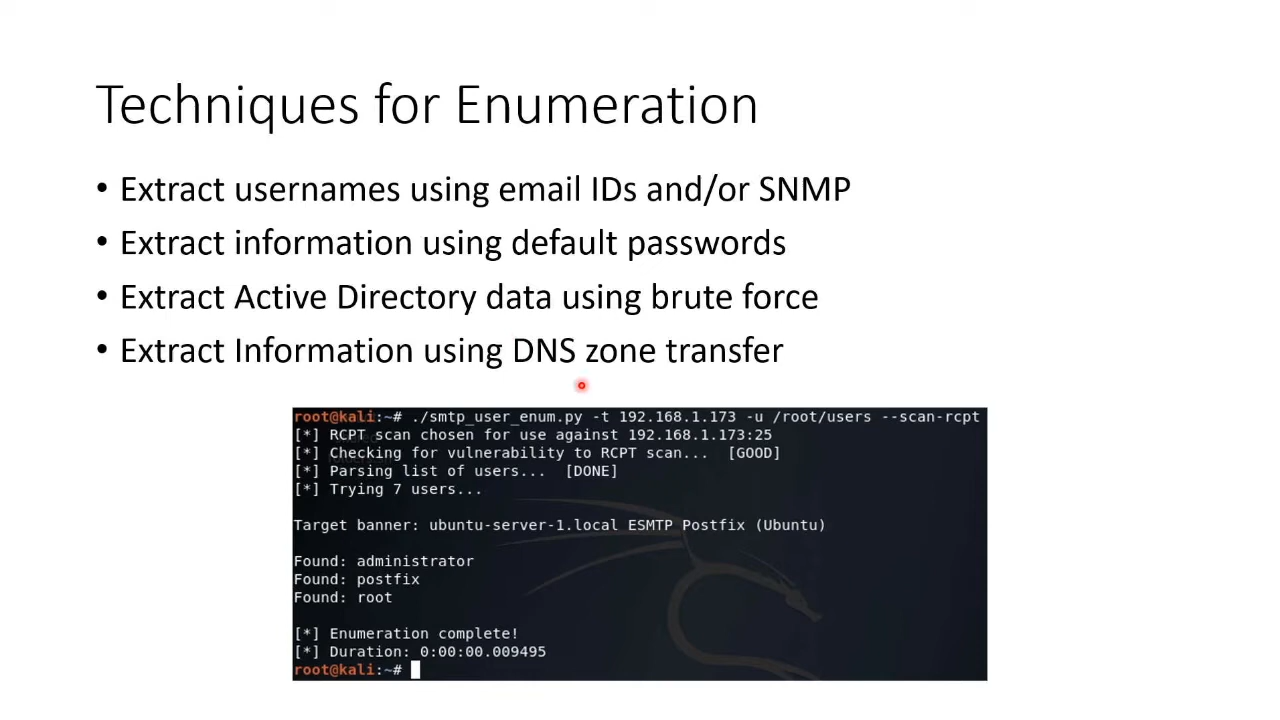 Techniques for Enumeration
• Extract usernames using email IDs and/or SNMP
• Extract information using default passwords
• Extract Active Directory data using brute force
• Extract Information using DNS zone transfer
root@kali:~# ./smtp_user_enum.py -t 192.168.1.173 -u /root/users --scan-rcpt
[*] RCPT scan chosen for use against 192.168.1.173:25
[*] Checking for vulnerability to RCPT scan... [GOOD]
[*] Parsing list of users... [DONE]
[*] Trying 7 users...
Target banner: ubuntu-server-1.local ESMTP Postfix (Ubuntu)
Found: administrator
Found: postfix
Found: root
[*] Enumeration complete!
[*] Duration: 0:00:00.009495
root@kali:~#